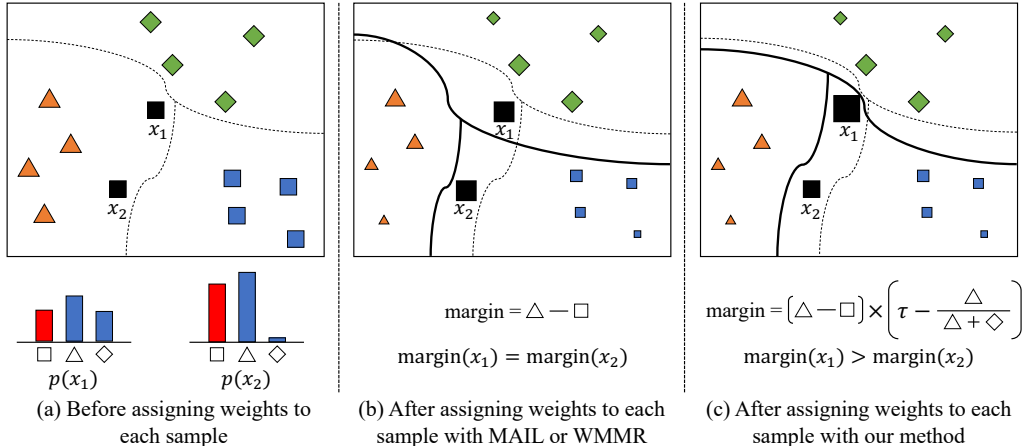 x₁
x₂
□ △ ◇
p(x₁)
□ △ ◇
p(x₂)
(a) Before assigning weights to
each sample
x₁
x₂
margin = △ — □
margin(x₁) = margin(x₂)
(b) After assigning weights to each
sample with MAIL or WMMR
x₁
x₂
margin = (△ — □) × (τ − △ / (△ + ◇))
margin(x₁) > margin(x₂)
(c) After assigning weights to each
sample with our method